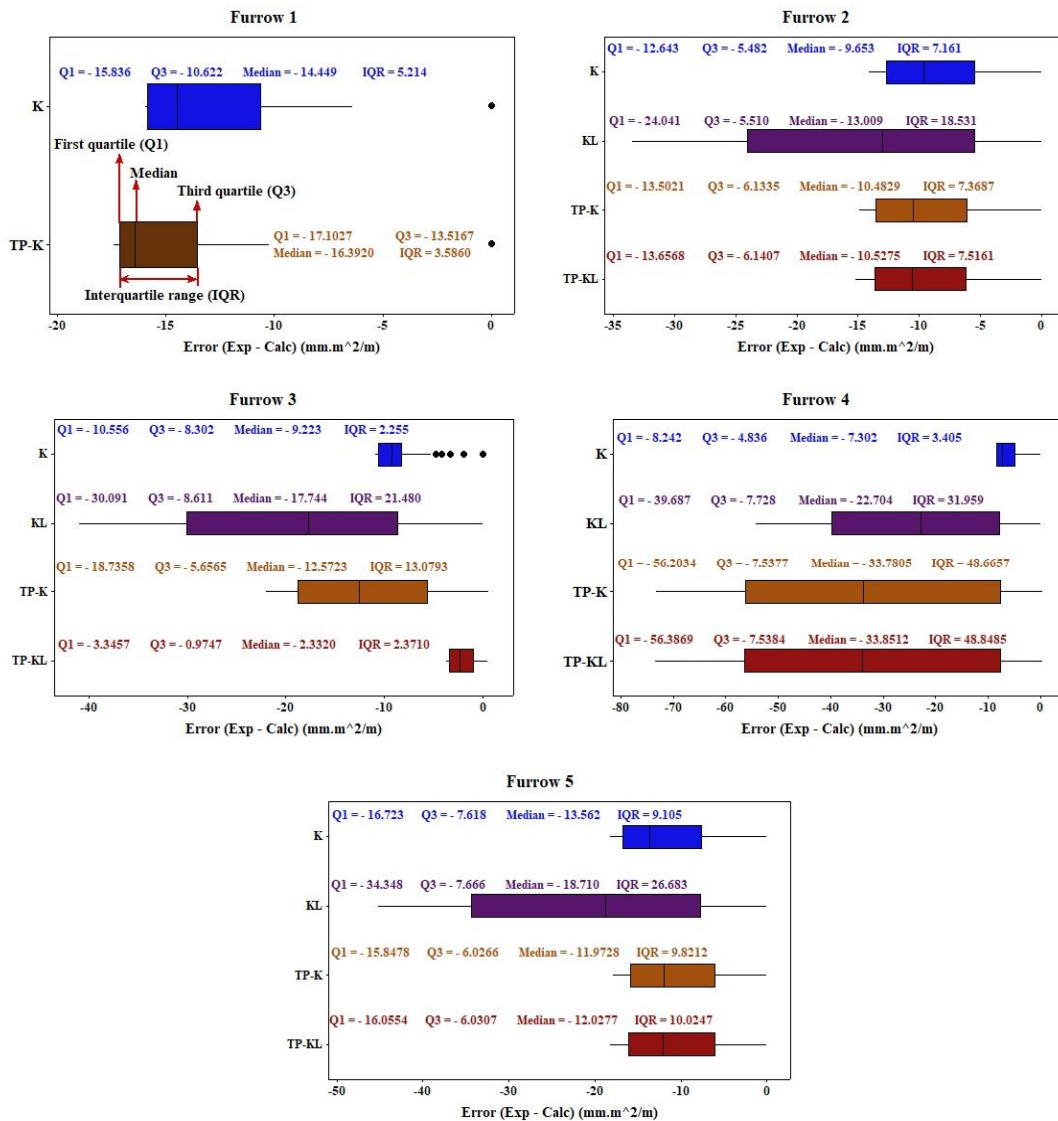 Furrow 1
Q1 = - 15.836 Q3 = - 10.622 Median = - 14.449 IQR = 5.214
K
First quartile (Q1)
Median
Third quartile (Q3)
Q1 = - 17.1027 Q3 = - 13.5167
TP-K
Median = - 16.3920 IQR = 3.5860
Interquartile range (IQR)
-20 -15 -10 -5 0
Error (Exp - Calc) (mm.m^2/m)
Furrow 2
Q1 = - 12.643 Q3 = - 5.482 Median = - 9.653 IQR = 7.161
K
Q1 = - 24.041 Q3 = - 5.510 Median = - 13.009 IQR = 18.531
KL
Q1 = - 13.5021 Q3 = - 6.1335 Median = - 10.4829 IQR = 7.3687
TP-K
Q1 = - 13.6568 Q3 = - 6.1407 Median = - 10.5275 IQR = 7.5161
TP-KL
-35 -30 -25 -20 -15 -10 -5 0
Error (Exp - Calc) (mm.m^2/m)
Furrow 3
Q1 = - 10.556 Q3 = - 8.302 Median = - 9.223 IQR = 2.255
K
Q1 = - 30.091 Q3 = - 8.611 Median = - 17.744 IQR = 21.480
KL
Q1 = - 18.7358 Q3 = - 5.6565 Median = - 12.5723 IQR = 13.0793
TP-K
Q1 = - 3.3457 Q3 = - 0.9747 Median = - 2.3320 IQR = 2.3710
TP-KL
-40 -30 -20 -10 0
Error (Exp - Calc) (mm.m^2/m)
Furrow 4
Q1 = - 8.242 Q3 = - 4.836 Median = - 7.302 IQR = 3.405
K
Q1 = - 39.687 Q3 = - 7.728 Median = - 22.704 IQR = 31.959
KL
Q1 = - 56.2034 Q3 = - 7.5377 Median = - 33.7805 IQR = 48.6657
TP-K
Q1 = - 56.3869 Q3 = - 7.5384 Median = - 33.8512 IQR = 48.8485
TP-KL
-80 -70 -60 -50 -40 -30 -20 -10 0
Error (Exp - Calc) (mm.m^2/m)
Furrow 5
Q1 = - 16.723 Q3 = - 7.618 Median = - 13.562 IQR = 9.105
K
Q1 = - 34.348 Q3 = - 7.666 Median = - 18.710 IQR = 26.683
KL
Q1 = - 15.8478 Q3 = - 6.0266 Median = - 11.9728 IQR = 9.8212
TP-K
Q1 = - 16.0554 Q3 = - 6.0307 Median = - 12.0277 IQR = 10.0247
TP-KL
-50 -40 -30 -20 -10 0
Error (Exp - Calc) (mm.m^2/m)